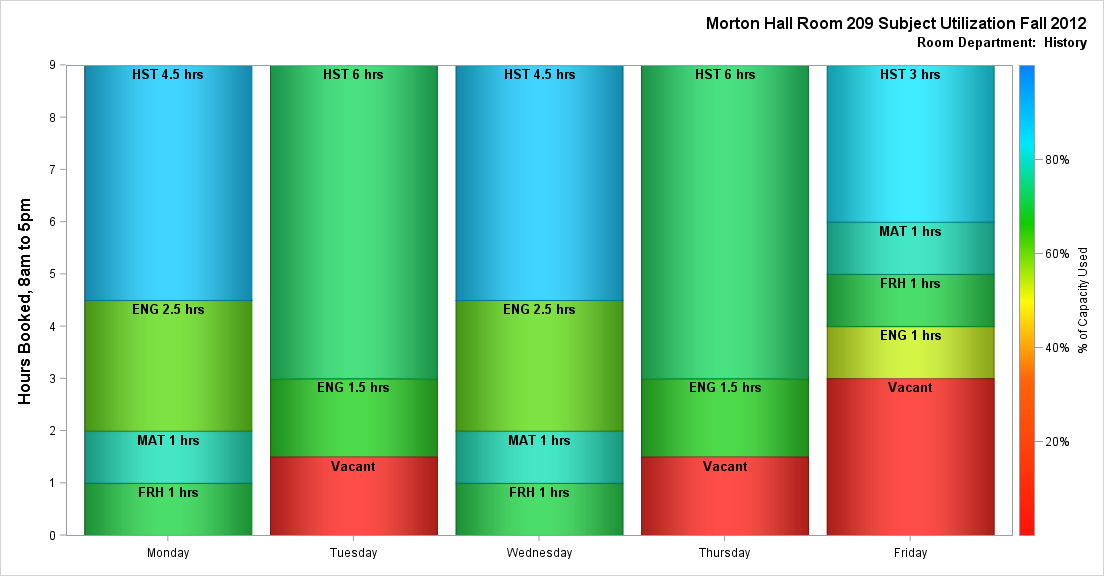 Morton Hall Room 209 Subject Utilization Fall 2012
Room Department: History
Hours Booked, 8am to 5pm
9
8
7
6
5
4
3
2
1
0
HST 4.5 hrs
ENG 2.5 hrs
MAT 1 hrs
FRH 1 hrs
HST 6 hrs
ENG 1.5 hrs
Vacant
HST 4.5 hrs
ENG 2.5 hrs
MAT 1 hrs
FRH 1 hrs
HST 6 hrs
ENG 1.5 hrs
Vacant
HST 3 hrs
MAT 1 hrs
FRH 1 hrs
ENG 1 hrs
Vacant
Monday
Tuesday
Wednesday
Thursday
Friday
80%
60%
40%
20%
% of Capacity Used